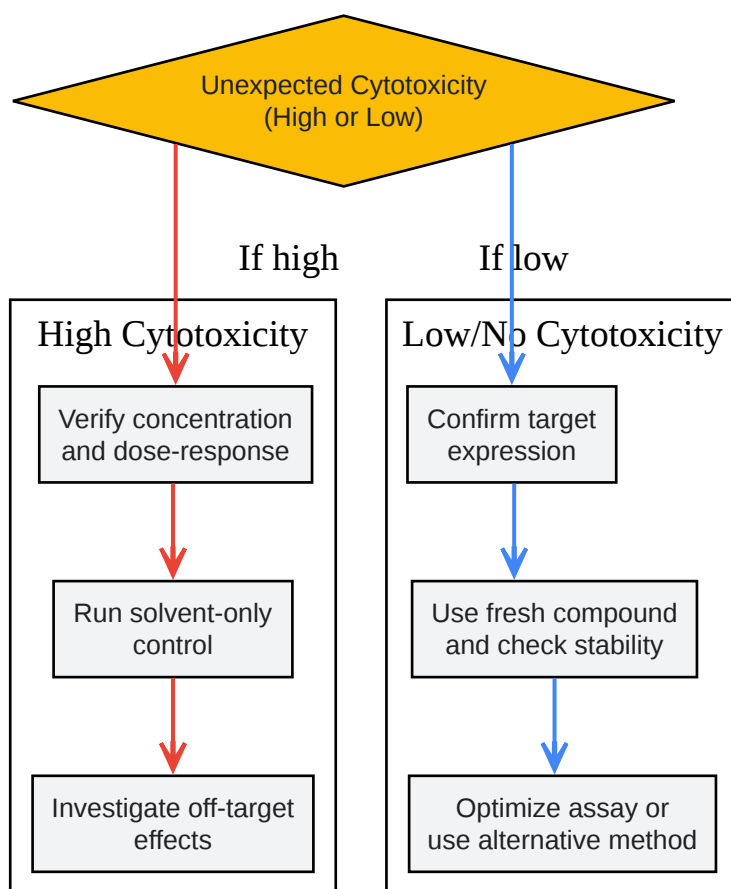 Unexpected Cytotoxicity
(High or Low)
If high
If low
High Cytotoxicity
Verify concentration
and dose-response
Run solvent-only
control
Investigate off-target
effects
Low/No Cytotoxicity
Confirm target
expression
Use fresh compound
and check stability
Optimize assay or
use alternative method